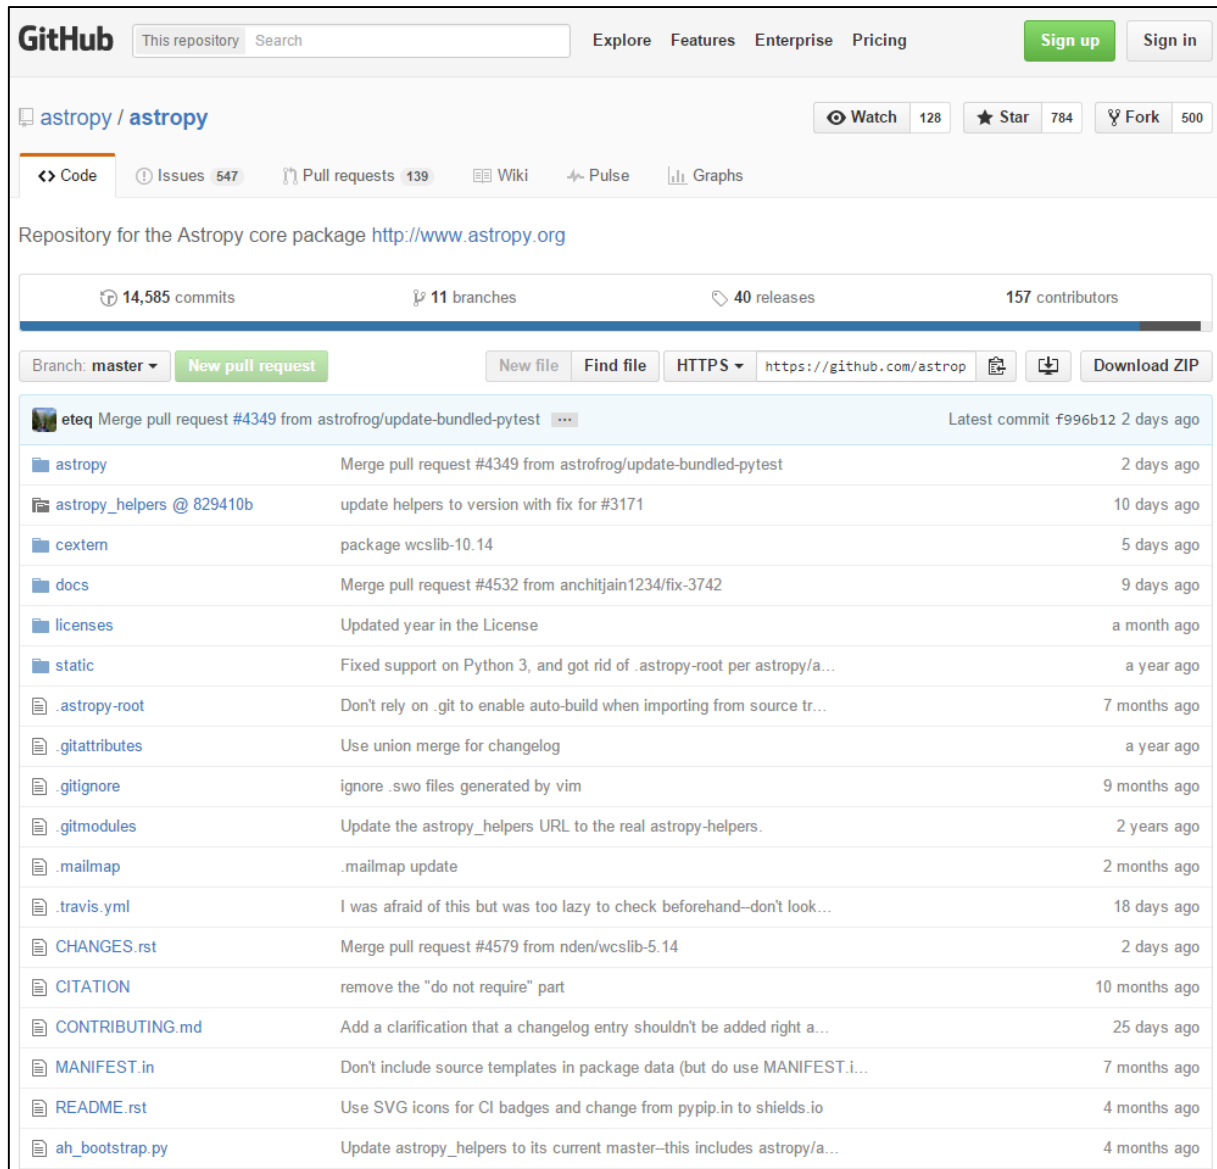 GitHub This repository Search Explore Features Enterprise Pricing Sign up Sign in
astropy / astropy Watch 128 Star 784 Fork 500
Code Issues 547 Pull requests 139 Wiki Pulse Graphs
Repository for the Astropy core package http://www.astropy.org
14,585 commits 11 branches 40 releases 157 contributors
Branch: master New pull request New file Find file HTTPS https://github.com/astrop Download ZIP
eteq Merge pull request #4349 from astrofrog/update-bundled-pytest ... Latest commit f996b12 2 days ago
astropy Merge pull request #4349 from astrofrog/update-bundled-pytest 2 days ago
astropy_helpers @ 829410b update helpers to version with fix for #3171 10 days ago
cextern package wcslib-10.14 5 days ago
docs Merge pull request #4532 from anchitjain1234/fix-3742 9 days ago
licenses Updated year in the License a month ago
static Fixed support on Python 3, and got rid of .astropy-root per astropy/a... a year ago
.astropy-root Don't rely on .git to enable auto-build when importing from source tr... 7 months ago
.gitattributes Use union merge for changelog a year ago
.gitignore ignore .swo files generated by vim 9 months ago
.gitmodules Update the astropy_helpers URL to the real astropy-helpers. 2 years ago
.mailmap .mailmap update 2 months ago
.travis.yml I was afraid of this but was too lazy to check beforehand--don't look... 18 days ago
CHANGES.rst Merge pull request #4579 from nden/wcslib-5.14 2 days ago
CITATION remove the "do not require" part 10 months ago
CONTRIBUTING.md Add a clarification that a changelog entry shouldn't be added right a... 25 days ago
MANIFEST.in Don't include source templates in package data (but do use MANIFEST.i... 7 months ago
README.rst Use SVG icons for CI badges and change from pypip.in to shields.io 4 months ago
ah_bootstrap.py Update astropy_helpers to its current master--this includes astropy/a... 4 months ago